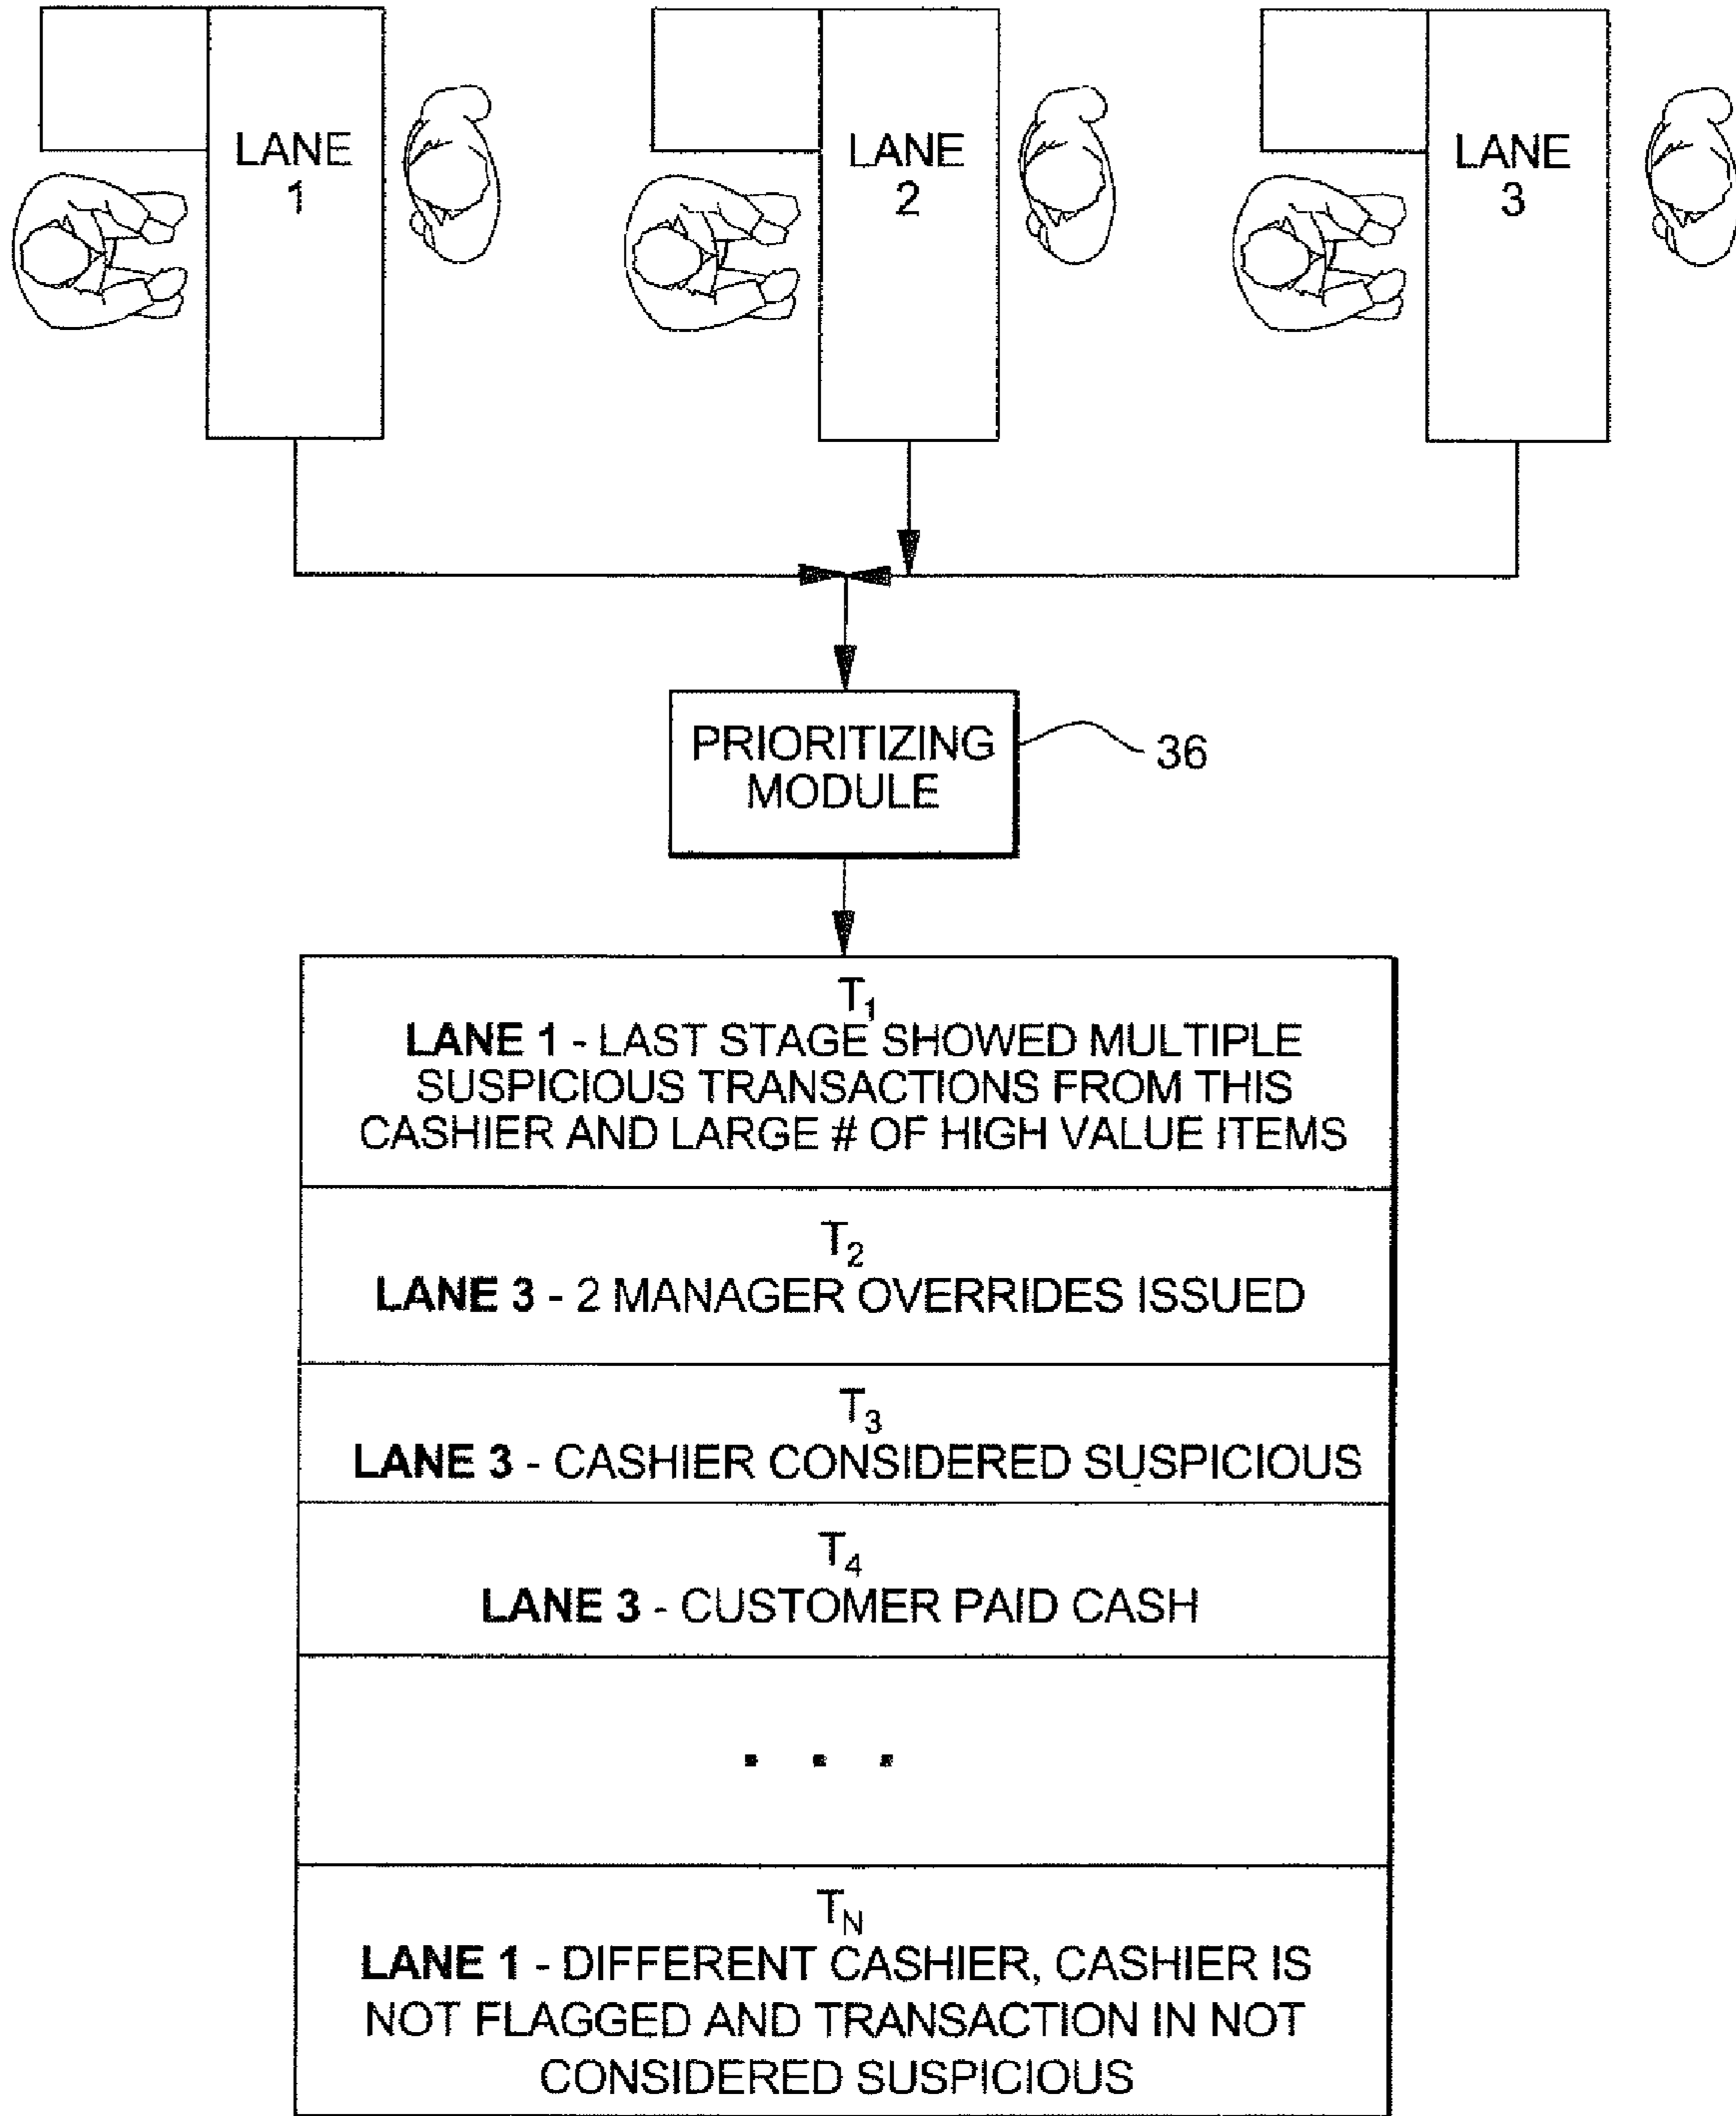 LANE
1
LANE
2
LANE
3
PRIORITIZING
MODULE
36
T1
LANE 1 - LAST STAGE SHOWED MULTIPLE
SUSPICIOUS TRANSACTIONS FROM THIS
CASHIER AND LARGE # OF HIGH VALUE ITEMS
T2
LANE 3 - 2 MANAGER OVERRIDES ISSUED
T3
LANE 3 - CASHIER CONSIDERED SUSPICIOUS
T4
LANE 3 - CUSTOMER PAID CASH
. . .
TN
LANE 1 - DIFFERENT CASHIER, CASHIER IS
NOT FLAGGED AND TRANSACTION IN NOT
CONSIDERED SUSPICIOUS